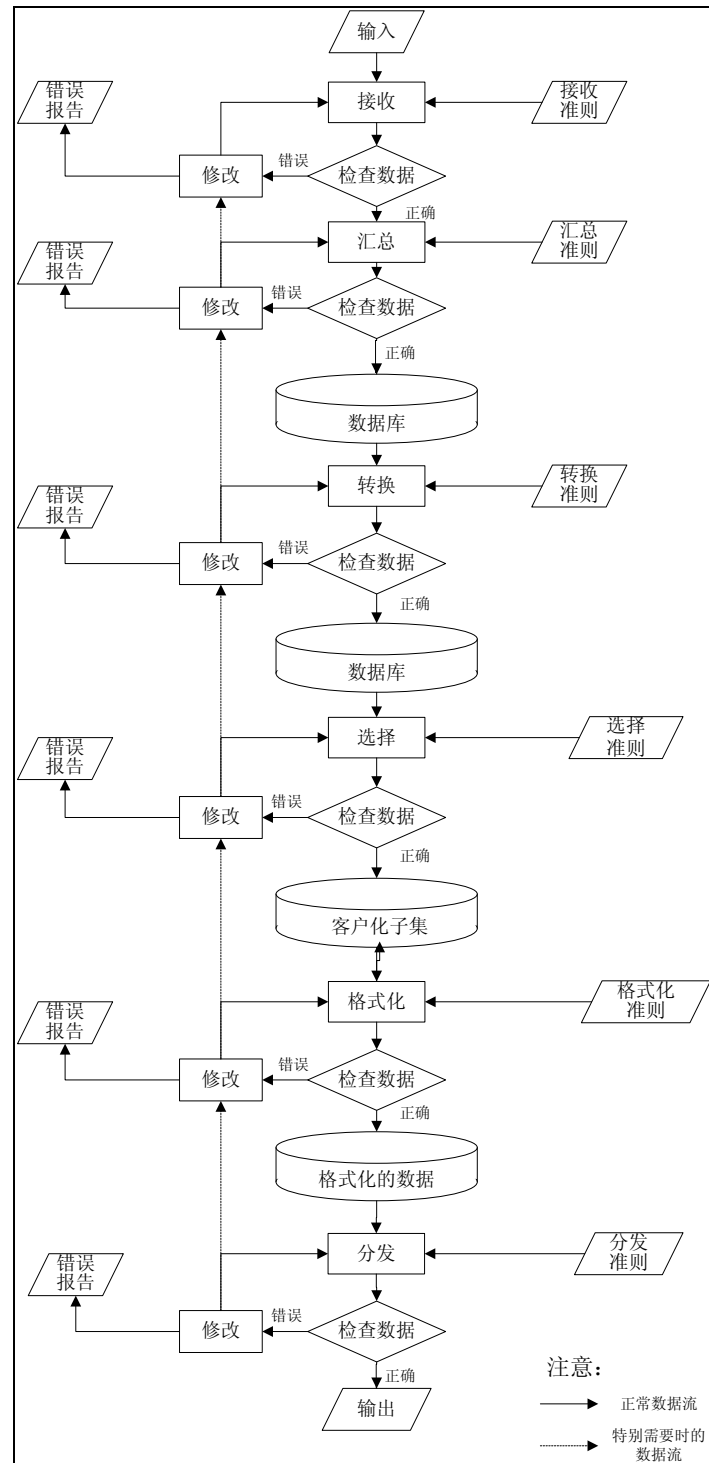 输入
错误
报告
接收
接收
准则
错误
修改
检查数据
正确
错误
报告
汇总
汇总
准则
错误
修改
检查数据
正确
数据库
错误
报告
转换
转换
准则
错误
修改
检查数据
正确
数据库
错误
报告
选择
选择
准则
错误
修改
检查数据
正确
客户化子集
错误
报告
格式化
格式化
准则
错误
修改
检查数据
正确
格式化的数据
错误
报告
分发
分发
准则
错误
修改
检查数据
正确
输出
注意：
正常数据流
特别需要时的
数据流